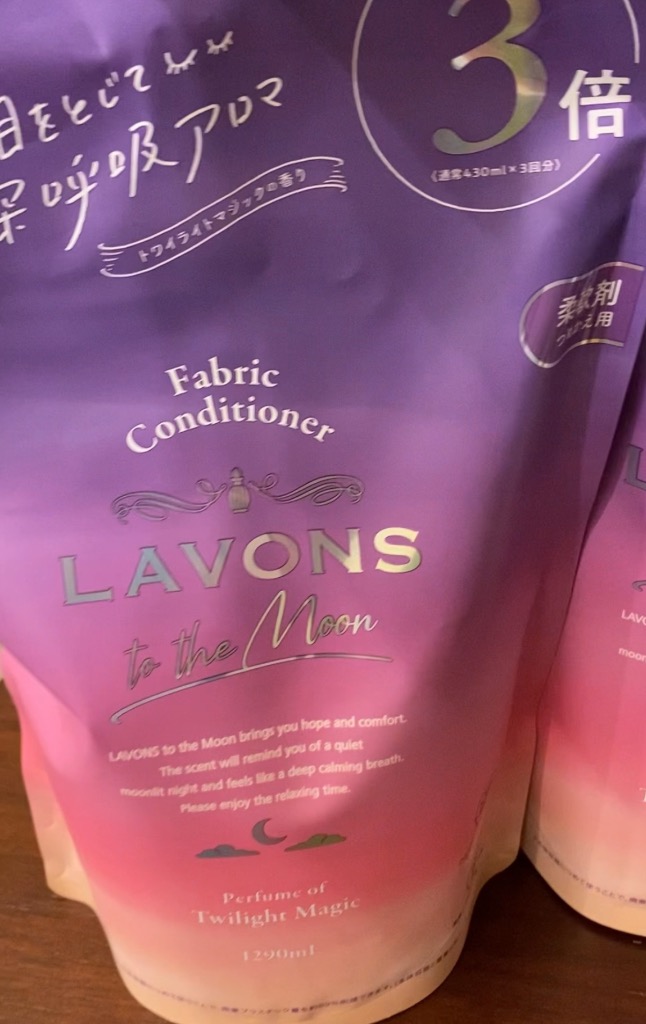 3倍
(通常430ml×3回分)
目をとじて
深呼吸アロマ
トワイライトマジックの香り
柔軟剤
つめかえ用
Fabric
Conditioner
LAVONS
to the Moon
LAVONS to the Moon brings you hope and comfort.
The scent will remind you of a quiet
moonlit night and feels like a deep calming breath.
Please enjoy the relaxing time.
Perfume of
Twilight Magic
1290ml